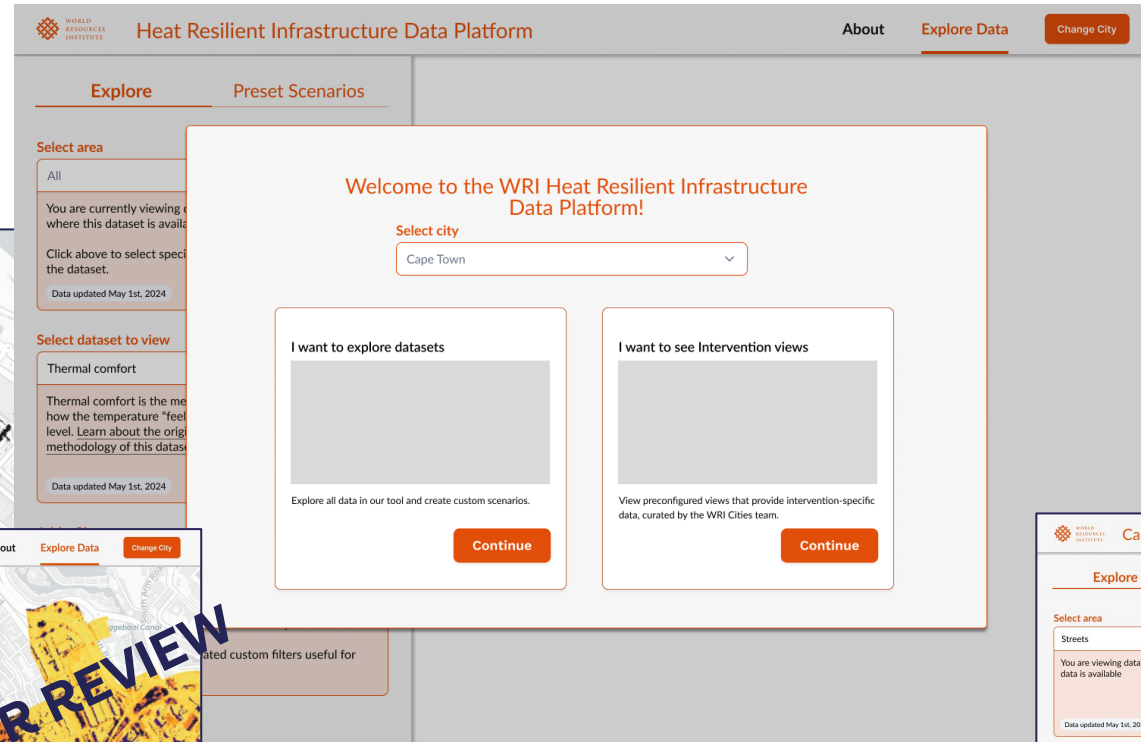 WORLD
RESOURCES
INSTITUTE
Heat Resilient Infrastructure Data Platform
About
Explore Data
Change City
Explore
Preset Scenarios
Select area
All
You are currently viewing
where this dataset is availa
Click above to select speci
the dataset.
Data updated May 1st, 2024
Select dataset to view
Thermal comfort
Thermal comfort is the me
how the temperature “feel
level. Learn about the origi
methodology of this datase
Data updated May 1st, 2024
Welcome to the WRI Heat Resilient Infrastructure
Data Platform!
Select city
Cape Town
I want to explore datasets
Explore all data in our tool and create custom scenarios.
Continue
I want to see Intervention views
View preconfigured views that provide intervention-specific
data, curated by the WRI Cities team.
Continue
ated custom filters useful for
out
Explore Data
Change City
South Arm Roa
ggebaai Canal
R REVIEW
WORLD
RESOURCES
INSTITUTE
Ca
Explore
Select area
Streets
You are viewing data
data is available
Data updated May 1st, 20